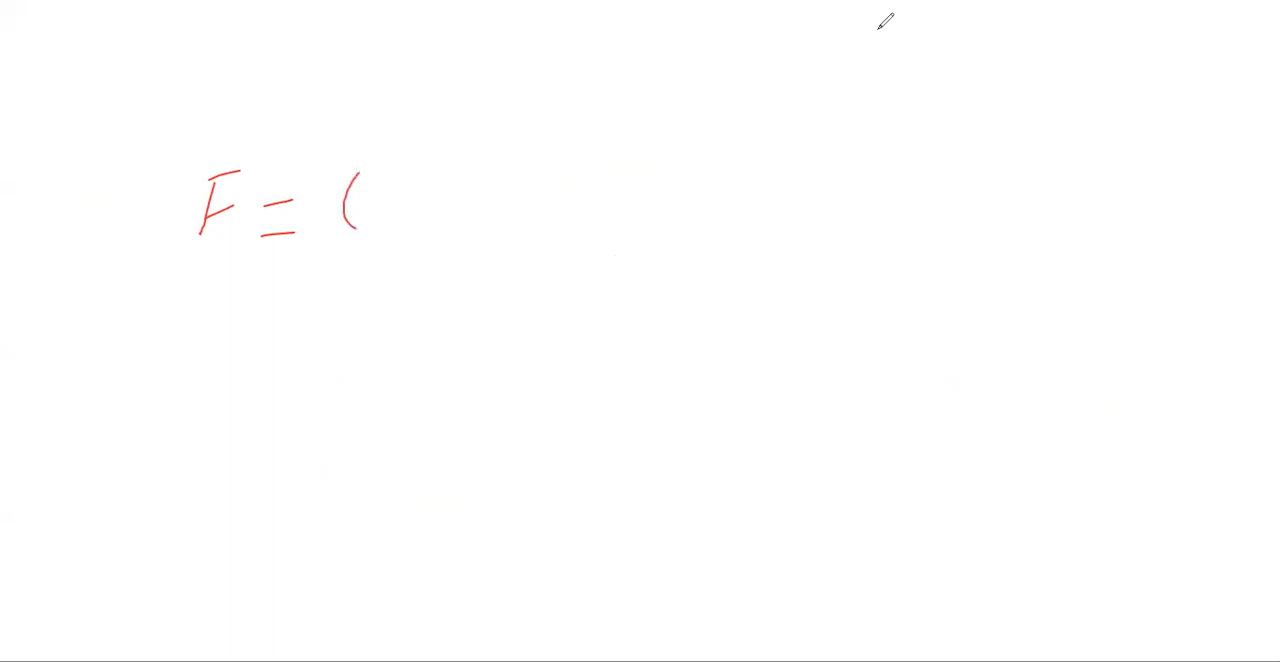 F = (